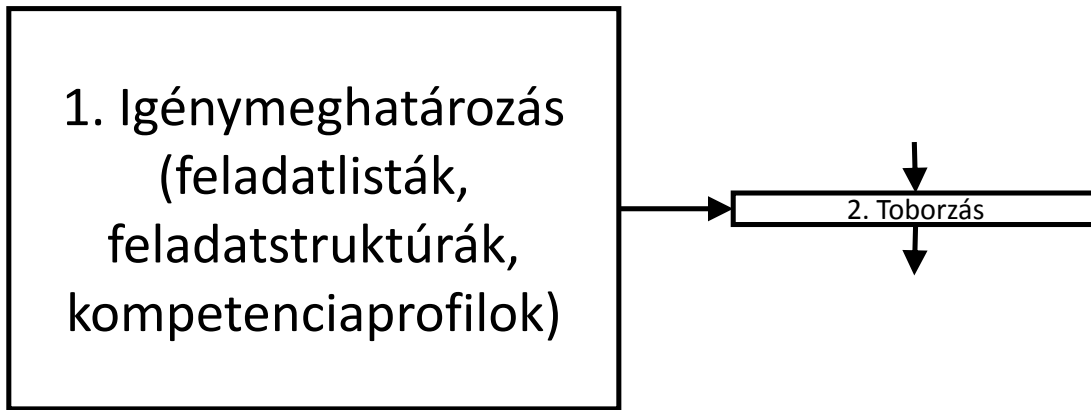 1. Igénymeghatározás
(feladatlisták,
feladatstruktúrák,
kompetenciaprofilok)
2. Toborzás